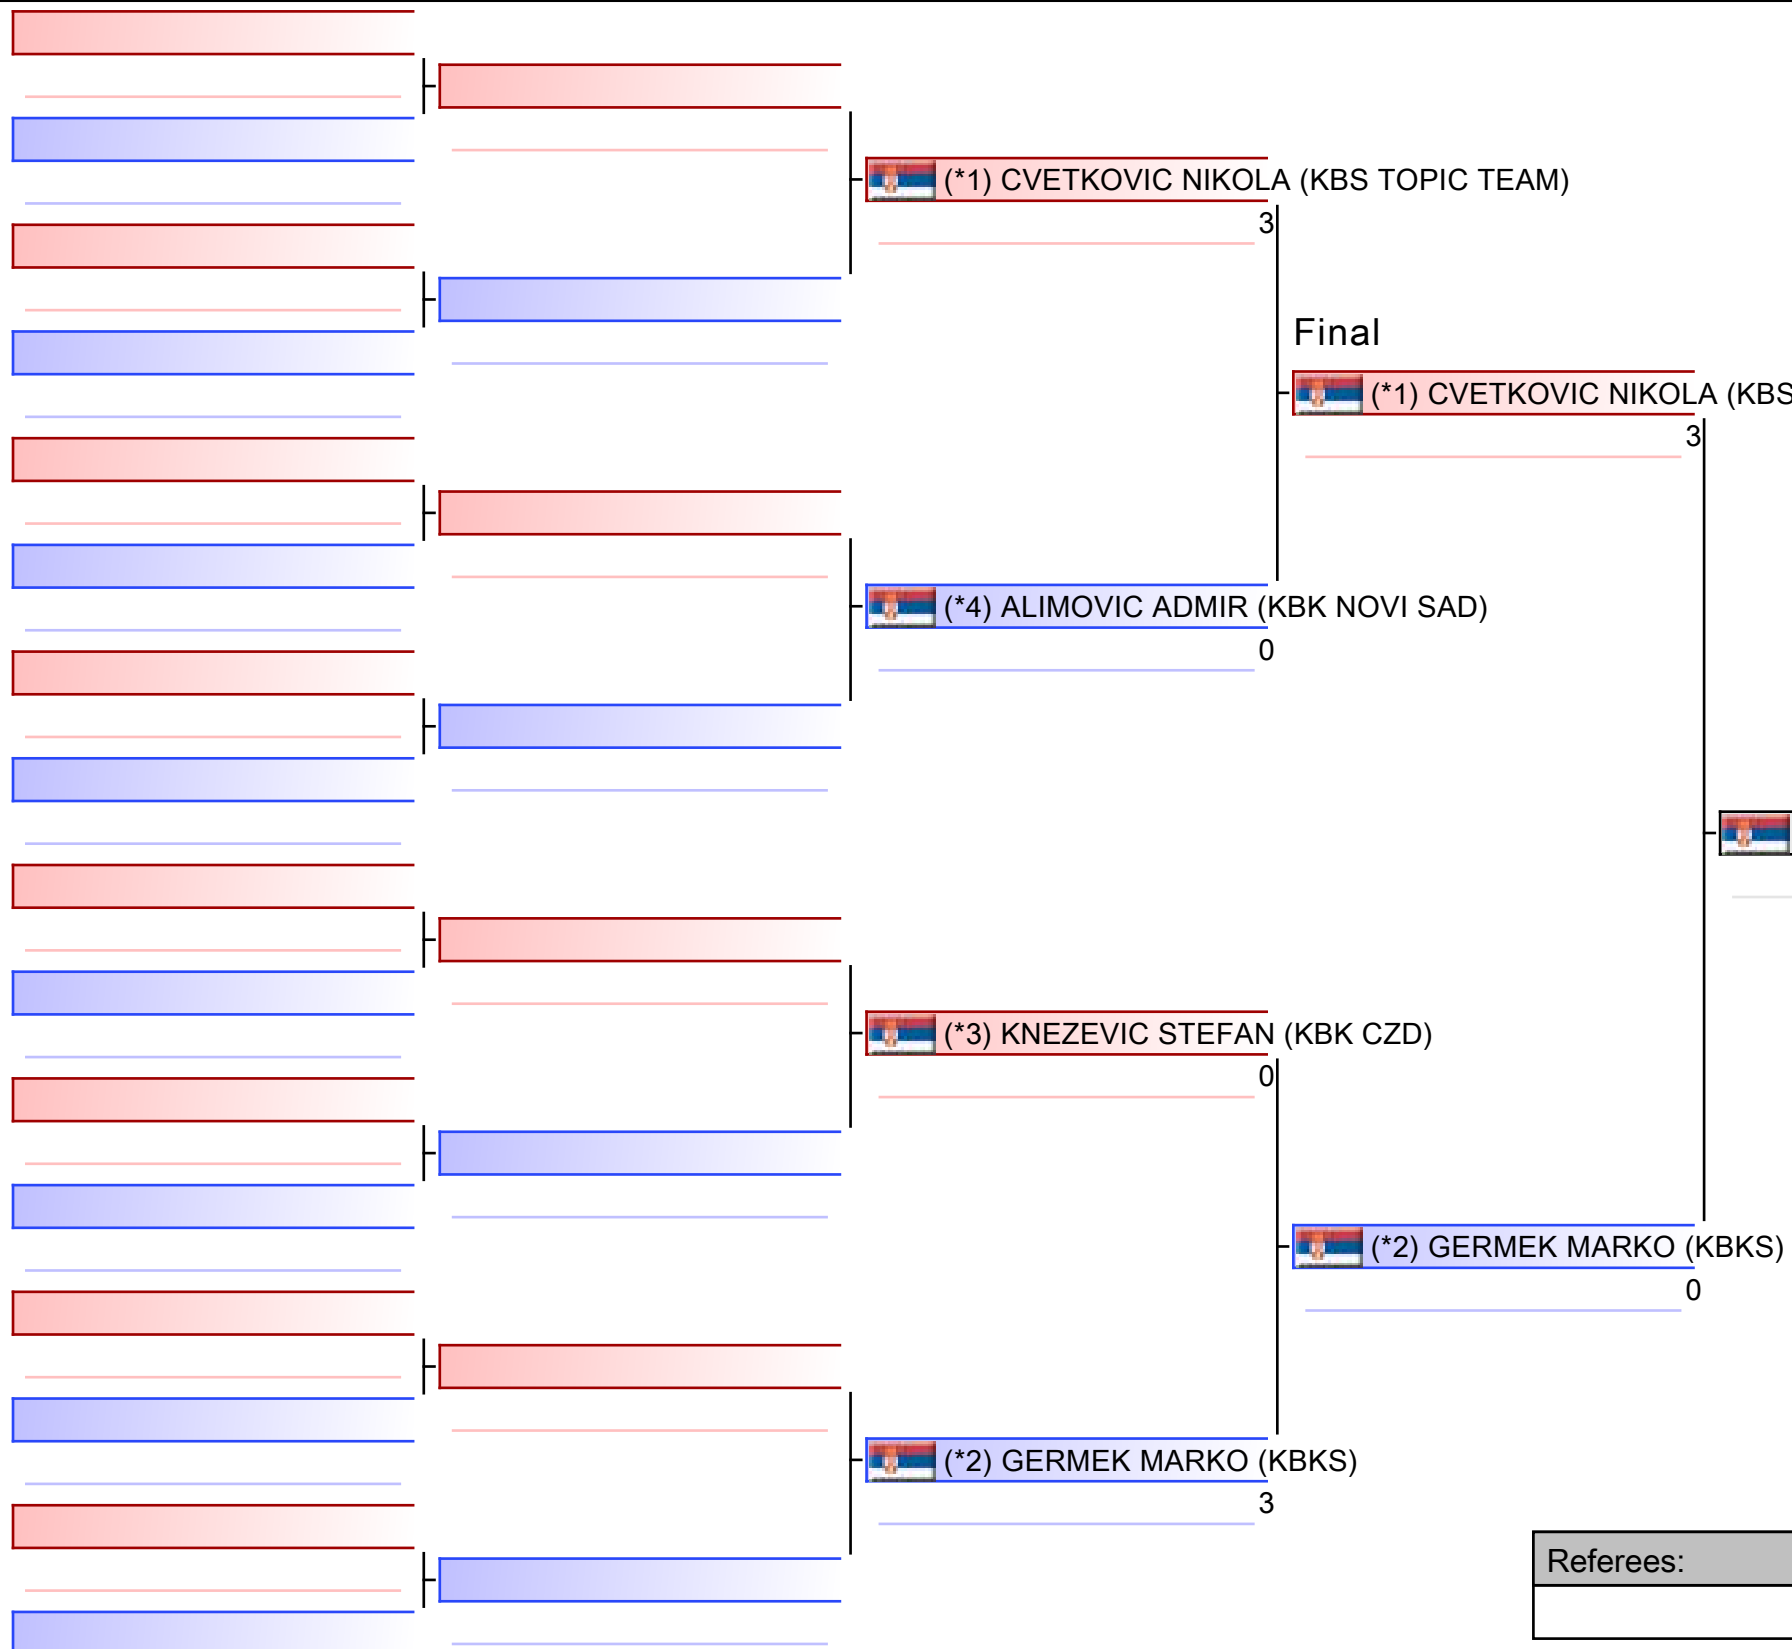 (*1) CVETKOVIC NIKOLA (KBS TOPIC TEAM)
3
Final
(*1) CVETKOVIC NIKOLA (KBS
3
(*4) ALIMOVIC ADMIR (KBK NOVI SAD)
0
(*3) KNEZEVIC STEFAN (KBK CZD)
0
(*2) GERMEK MARKO (KBKS)
0
(*2) GERMEK MARKO (KBKS)
3
Referees: